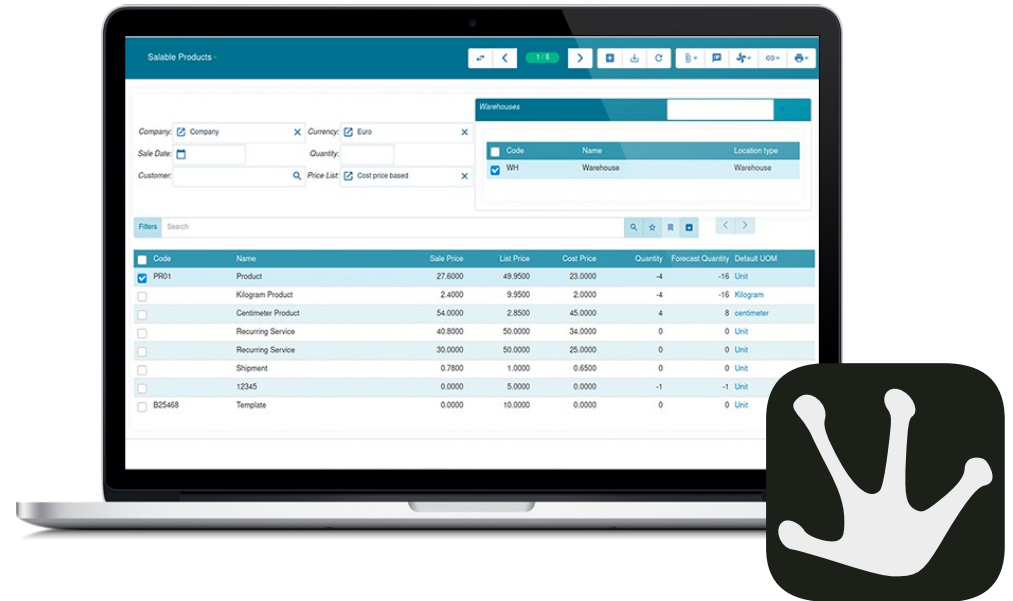 Salable Products
1 / 8
Warehouses
Company: Company Currency: Euro
Sale Date: Quantity:
Customer: Price List: Cost price based
Code Name Location type
WH Warehouse Warehouse
Filters Search
Code Name Sale Price List Price Cost Price Quantity Forecast Quantity Default UOM
PR01 Product 27.6000 49.9500 23.0000 -4 -16 Unit
Kilogram Product 2.4000 9.9500 2.0000 -4 -16 Kilogram
Centimeter Product 54.0000 2.8500 45.0000 4 8 centimeter
Recurring Service 40.8000 50.0000 34.0000 0 0 Unit
Recurring Service 30.0000 50.0000 25.0000 0 0 Unit
Shipment 0.7800 1.0000 0.6500 0 0 Unit
12345 0.0000 5.0000 0.0000 -1 -1 Unit
B25468 Template 0.0000 10.0000 0.0000 0 0 Unit